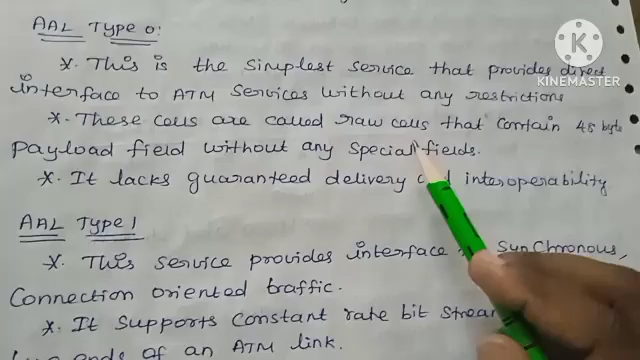 AAL Type 0:
KINEMASTER
*. This is the simplest service that provides direct
interface to ATM services without any restrictions
*. These cells are called raw cells that contain 48 byte
payload field without any special fields.
*. It lacks guaranteed delivery and interoperability
AAL Type 1
*. This service provides interface Synchronous,
Connection oriented traffic.
*. It supports constant rate bit
ends of an ATM link.